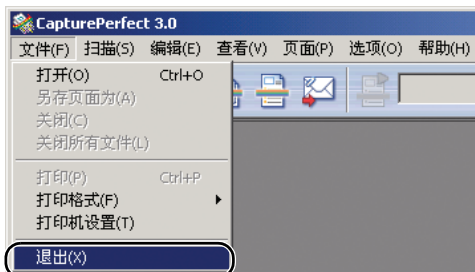 CapturePerfect 3.0
文件(F) 扫描(S) 编辑(E) 查看(V) 页面(P) 选项(O) 帮助(H)
打开(O) Ctrl+O
另存页面为(A)
关闭(C)
关闭所有文件(L)
打印(P) Ctrl+P
打印格式(F)
打印机设置(T)
退出(X)